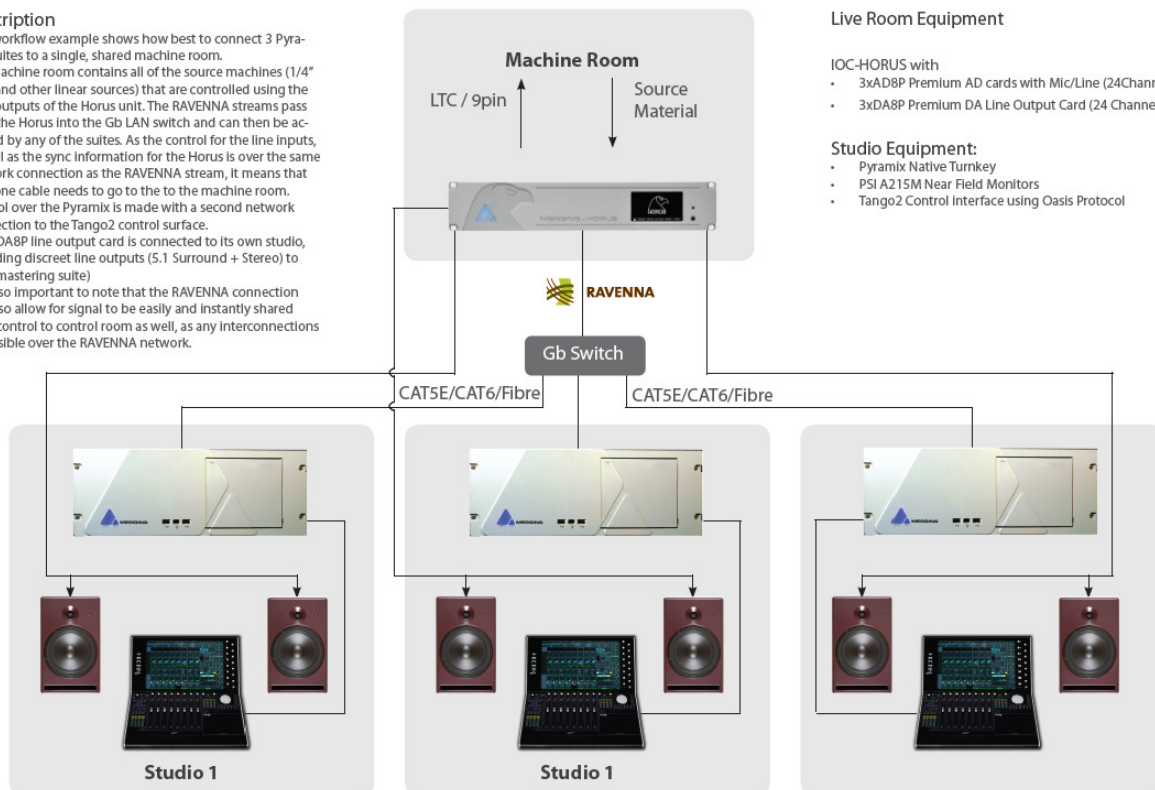 cription
workflow example shows how best to connect 3 Pyra-
uites to a single, shared machine room.
achine room contains all of the source machines (1/4”
and other linear sources) that are controlled using the
outputs of the Horus unit. The RAVENNA streams pass
the Horus into the Gb LAN switch and can then be ac-
d by any of the suites. As the control for the line inputs,
ll as the sync information for the Horus is over the same
ork connection as the RAVENNA stream, it means that
one cable needs to go to the to the machine room.
ol over the Pyramix is made with a second network
ection to the Tango2 control surface.
DA8P line output card is connected to its own studio,
ding discreet line outputs (5.1 Surround + Stereo) to
mastering suite)
so important to note that the RAVENNA connection
so allow for signal to be easily and instantly shared
control to control room as well, as any interconnections
sible over the RAVENNA network.
Machine Room
LTC / 9pin
Source
Material
MERGING HORUS
HORUS
RAVENNA
Gb Switch
CAT5E/CAT6/Fibre
CAT5E/CAT6/Fibre
Live Room Equipment
IOC-HORUS with
• 3xAD8P Premium AD cards with Mic/Line (24Chann
• 3xDA8P Premium DA Line Output Card (24 Channe
Studio Equipment:
• Pyramix Native Turnkey
• PSI A215M Near Field Monitors
• Tango2 Control interface using Oasis Protocol
MERGING
MERGING
MERGING
Studio 1
Studio 1